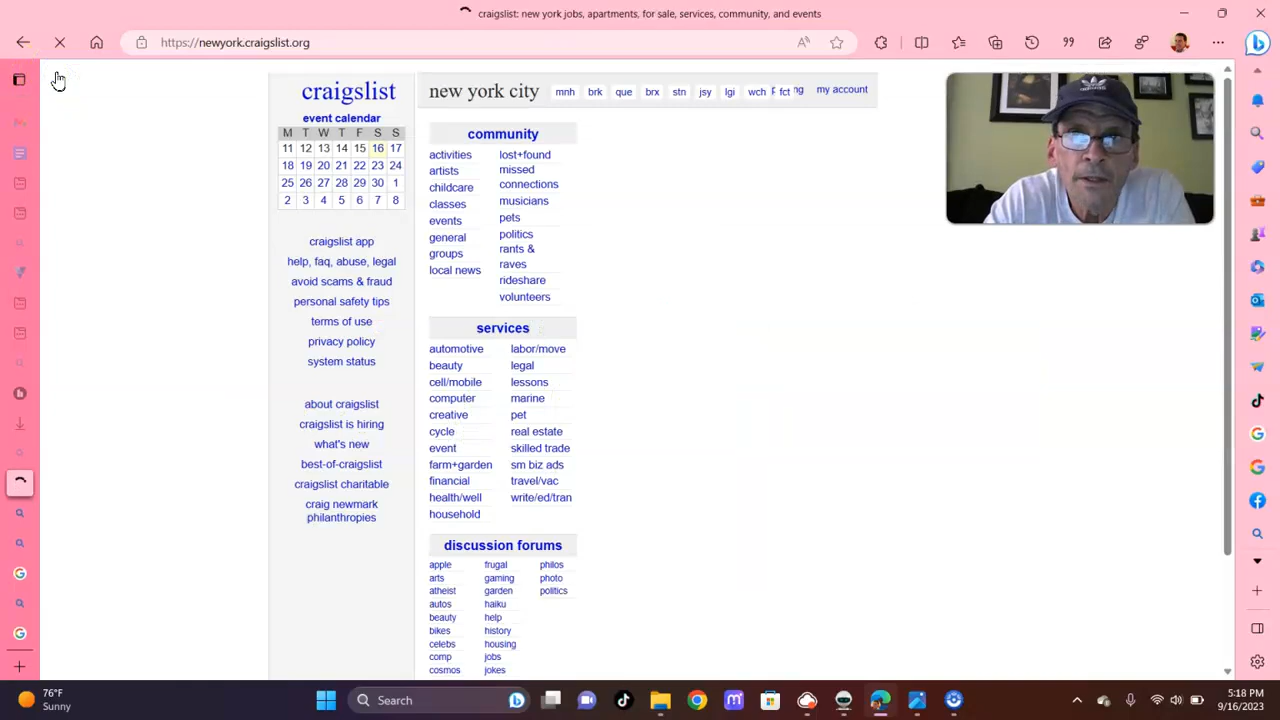 craigslist: new york jobs, apartments, for sale, services, community, and events
https://newyork.craigslist.org
craigslist
event calendar
M T W T F S S
11 12 13 14 15 16 17
18 19 20 21 22 23 24
25 26 27 28 29 30 1
2 3 4 5 6 7 8
craigslist app
help, faq, abuse, legal
avoid scams & fraud
personal safety tips
terms of use
privacy policy
system status
about craigslist
craigslist is hiring
what's new
best-of-craigslist
craigslist charitable
craig newmark
philanthropies
new york city mnh brk que brx stn jsy lgi wch fct my account
community
activities
artists
childcare
classes
events
general
groups
local news
lost+found
missed
connections
musicians
pets
politics
rants &
raves
rideshare
volunteers
services
automotive
beauty
cell/mobile
computer
creative
cycle
event
farm+garden
financial
health/well
household
labor/move
legal
lessons
marine
pet
real estate
skilled trade
sm biz ads
travel/vac
write/ed/tran
discussion forums
apple
arts
atheist
autos
beauty
bikes
celebs
comp
cosmos
frugal
gaming
garden
haiku
help
history
housing
jobs
jokes
philos
photo
politics
76°F
Sunny
Search
5:18 PM
9/16/2023